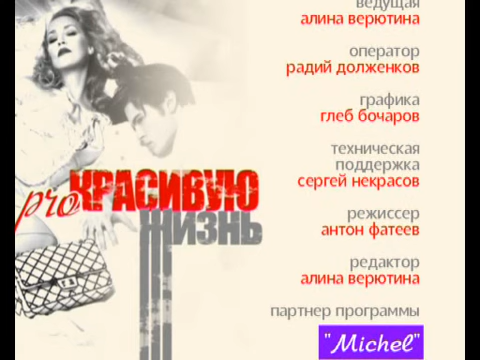 ведущая
алина верютина
оператор
радий долженков
графика
глеб бочаров
техническая
поддержка
сергей некрасов
режиссер
антон фатеев
редактор
алина верютина
партнер программы
"Michel"
pro КРАСИВУЮ
ЖИЗНЬ